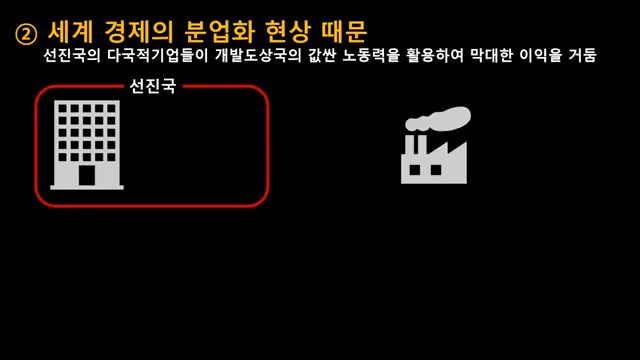 ② 세계 경제의 분업화 현상 때문
선진국의 다국적기업들이 개발도상국의 값싼 노동력을 활용하여 막대한 이익을 거둠
선진국